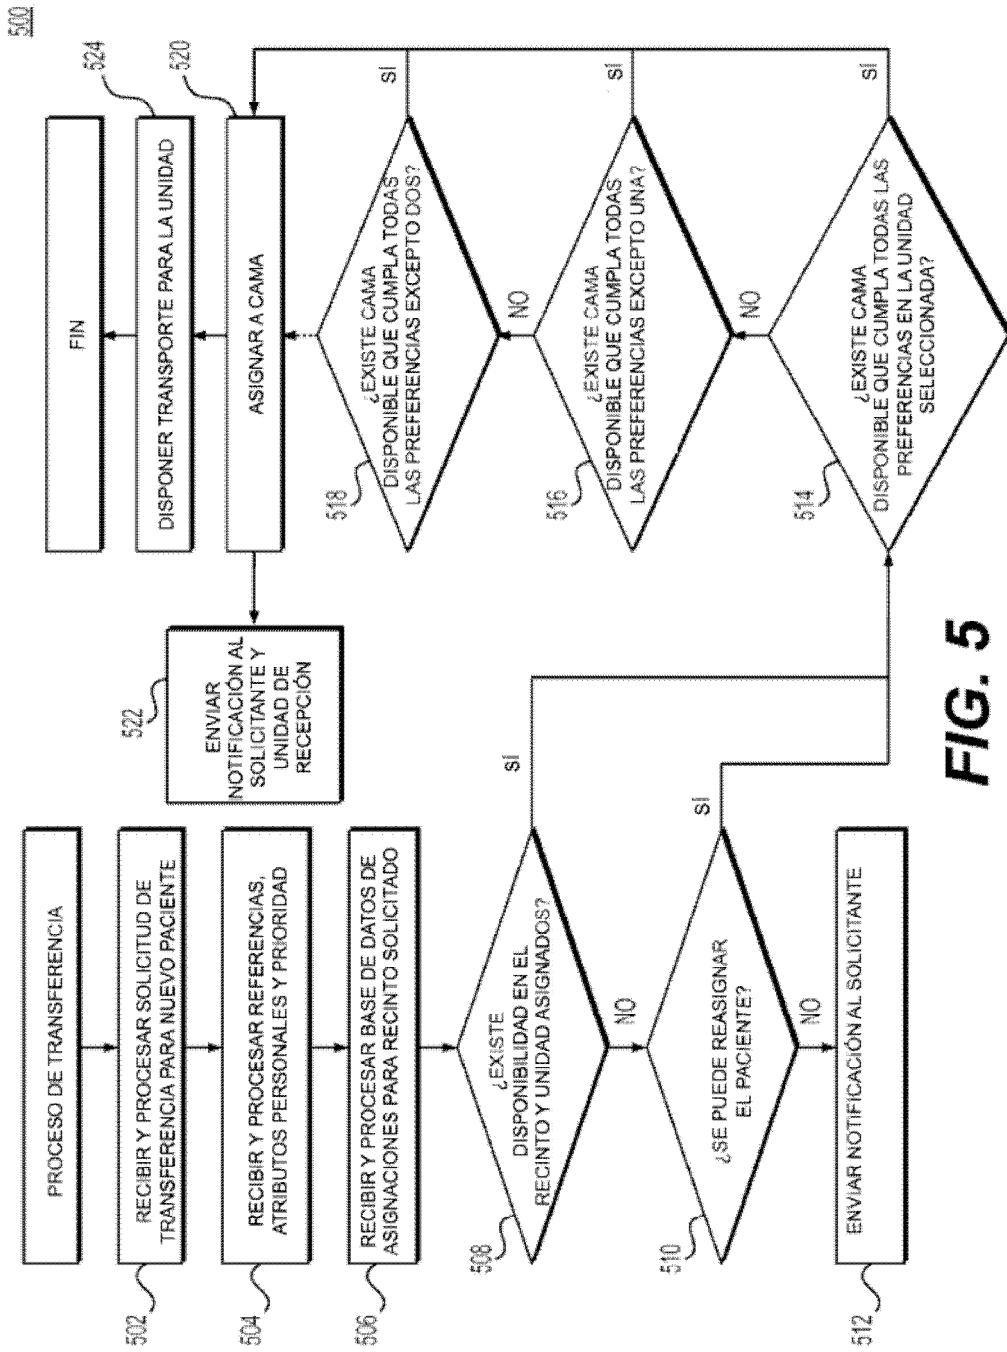 500
PROCESO DE TRANSFERENCIA
502
RECIBIR Y PROCESAR SOLICITUD DE
TRANSFERENCIA PARA NUEVO PACIENTE
504
RECIBIR Y PROCESAR REFERENCIAS,
ATRIBUTOS PERSONALES Y PRIORIDAD
506
RECIBIR Y PROCESAR BASE DE DATOS DE
ASIGNACIONES PARA RECINTO SOLICITADO
508
¿EXISTE
DISPONIBILIDAD EN EL
RECINTO Y UNIDAD ASIGNADOS?
SÍ
NO
510
¿SE PUEDE REASIGNAR
EL PACIENTE?
SÍ
NO
512
ENVIAR NOTIFICACIÓN AL SOLICITANTE
514
¿EXISTE CAMA
DISPONIBLE QUE CUMPLA TODAS LAS
PREFERENCIAS EN LA UNIDAD
SELECCIONADA?
SÍ
NO
516
¿EXISTE CAMA
DISPONIBLE QUE CUMPLA TODAS
LAS PREFERENCIAS EXCEPTO UNA?
SÍ
NO
518
¿EXISTE CAMA
DISPONIBLE QUE CUMPLA TODAS
LAS PREFERENCIAS EXCEPTO DOS?
SÍ
520
ASIGNAR A CAMA
522
ENVIAR
NOTIFICACIÓN AL
SOLICITANTE Y
UNIDAD DE
RECEPCIÓN
524
DISPONER TRANSPORTE PARA LA UNIDAD
FIN
FIG. 5